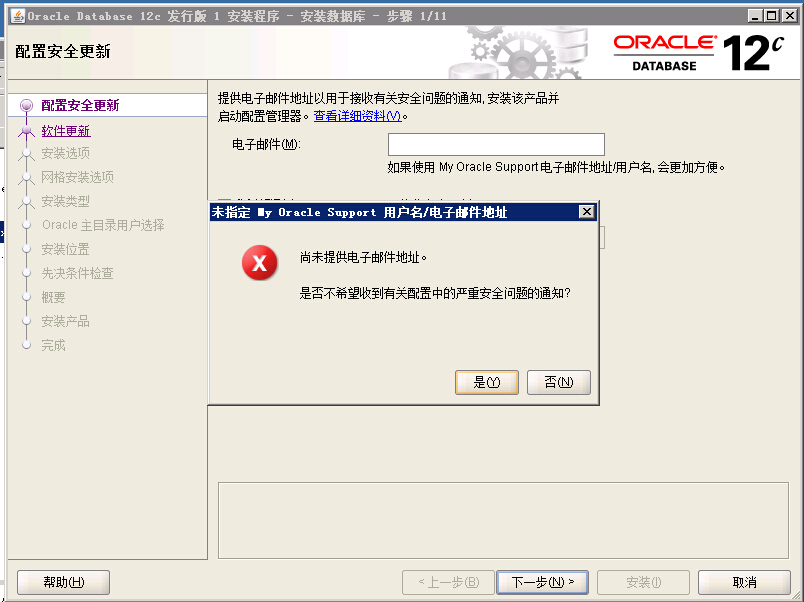 Oracle Database 12c 发行版 1 安装程序 - 安装数据库 - 步骤 1/11
配置安全更新
ORACLE
DATABASE
12c
配置安全更新
软件更新
安装选项
网格安装选项
安装类型
Oracle 主目录用户选择
安装位置
先决条件检查
概要
安装产品
完成
提供电子邮件地址以用于接收有关安全问题的通知, 安装该产品并
启动配置管理器。查看详细资料(V)。
电子邮件(M):
如果使用 My Oracle Support 电子邮件地址/用户名, 会更加方便。
未指定 My Oracle Support 用户名/电子邮件地址
尚未提供电子邮件地址。
是否不希望收到有关配置中的严重安全问题的通知?
是(Y)
否(N)
帮助(H)
< 上一步(B)
下一步(N) >
安装(I)
取消